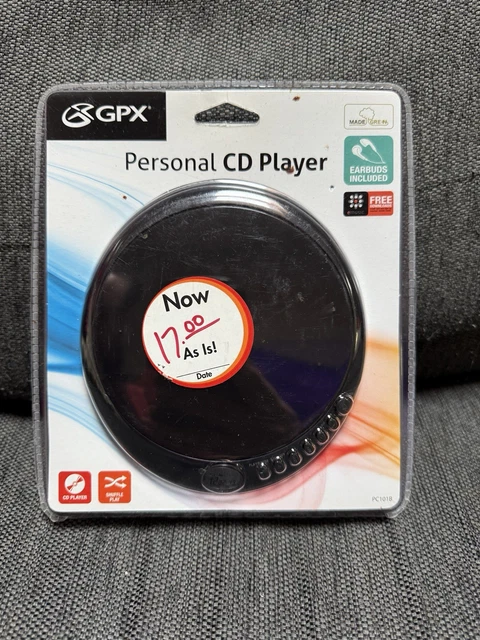 GPX
MADE GREEN
Personal CD Player
EARBUDS
INCLUDED
FREE
Now
17.00
As Is!
Date
CD PLAYER
SHUFFLE
PLAY
PC101B